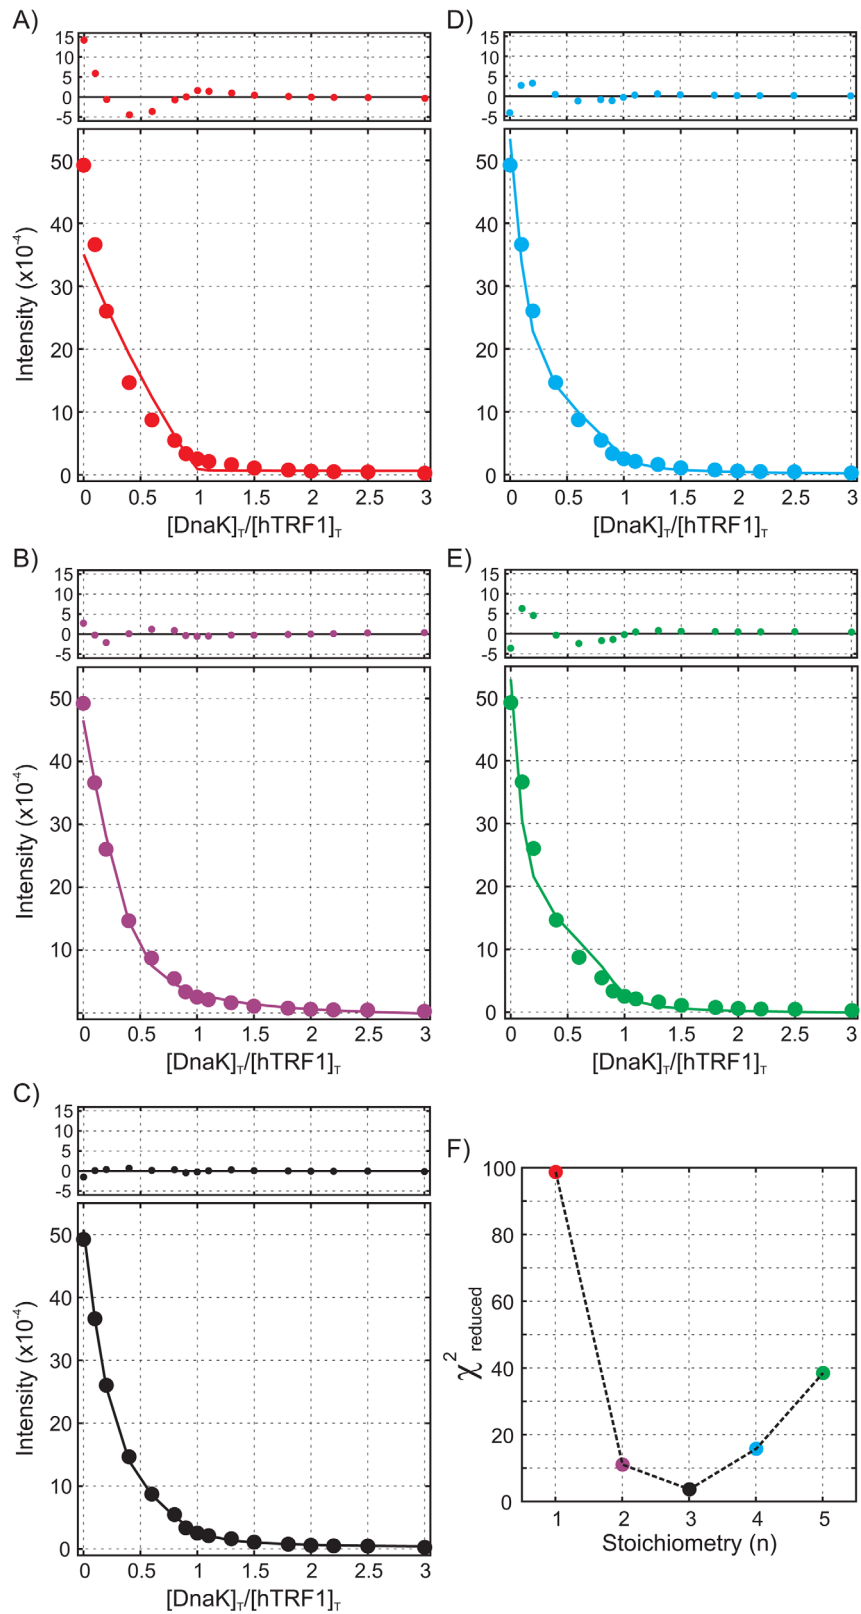 A)
15
10
5
0
-5
50
40
30
20
10
0
Intensity (x10⁻⁴)
0 0.5 1 1.5 2 2.5 3
[DnaK]T/[hTRF1]T
B)
15
10
5
0
-5
50
40
30
20
10
Intensity (x10⁻⁴)
0 0.5 1 1.5 2 2.5 3
[DnaK]T/[hTRF1]T
C)
15
10
5
0
-5
50
40
30
20
10
0
Intensity (x10⁻⁴)
0 0.5 1 1.5 2 2.5 3
[DnaK]T/[hTRF1]T
D)
15
10
5
0
-5
50
40
30
20
10
0
0 0.5 1 1.5 2 2.5 3
[DnaK]T/[hTRF1]T
E)
15
10
5
0
-5
50
40
30
20
10
0
0 0.5 1 1.5 2 2.5 3
[DnaK]T/[hTRF1]T
F)
100
80
60
40
20
0
χ² reduced
1 2 3 4 5
Stoichiometry (n)